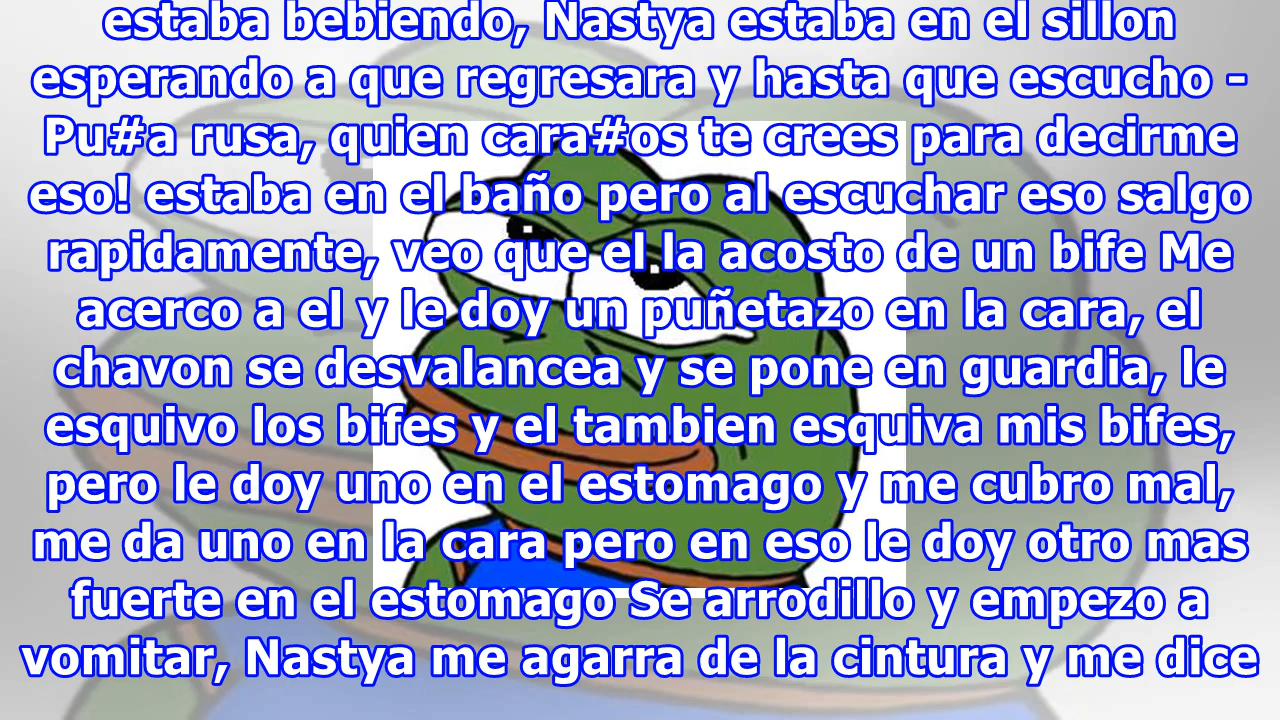 estaba bebiendo, Nastya estaba en el sillon
esperando a que regresara y hasta que escucho -
Pu#a rusa, quien cara#os te crees para decirme
eso! estaba en el baño pero al escuchar eso salgo
rapidamente, veo que el la acosto de un bife Me
acerco a el y le doy un puñetazo en la cara, el
chavon se desvalancea y se pone en guardia, le
esquivo los bifes y el tambien esquiva mis bifes,
pero le doy uno en el estomago y me cubro mal,
me da uno en la cara pero en eso le doy otro mas
fuerte en el estomago Se arrodillo y empezo a
vomitar, Nastya me agarra de la cintura y me dice